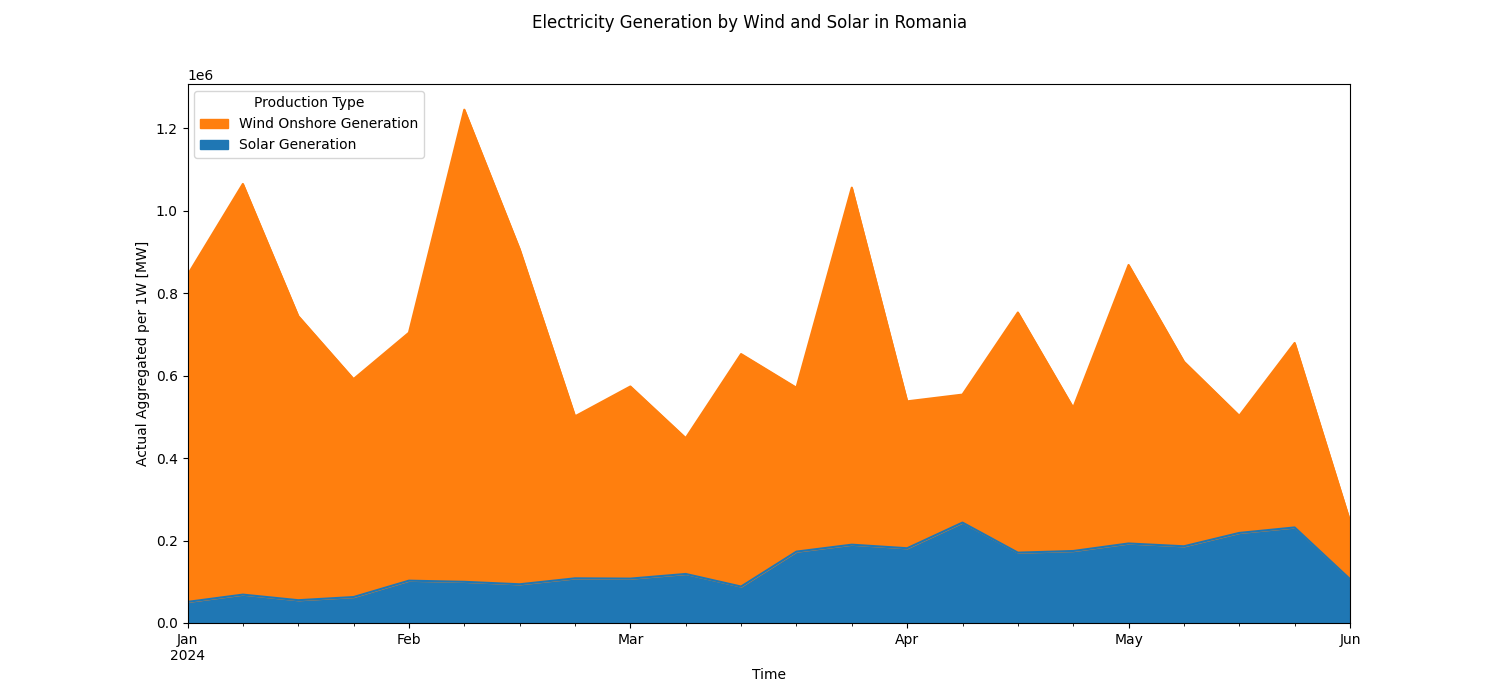 Electricity Generation by Wind and Solar in Romania
1e6
Production Type
Wind Onshore Generation
Solar Generation
1.2
1.0
0.8
0.6
0.4
0.2
0.0
Actual Aggregated per 1W [MW]
Jan Feb Mar Apr May Jun
2024
Time